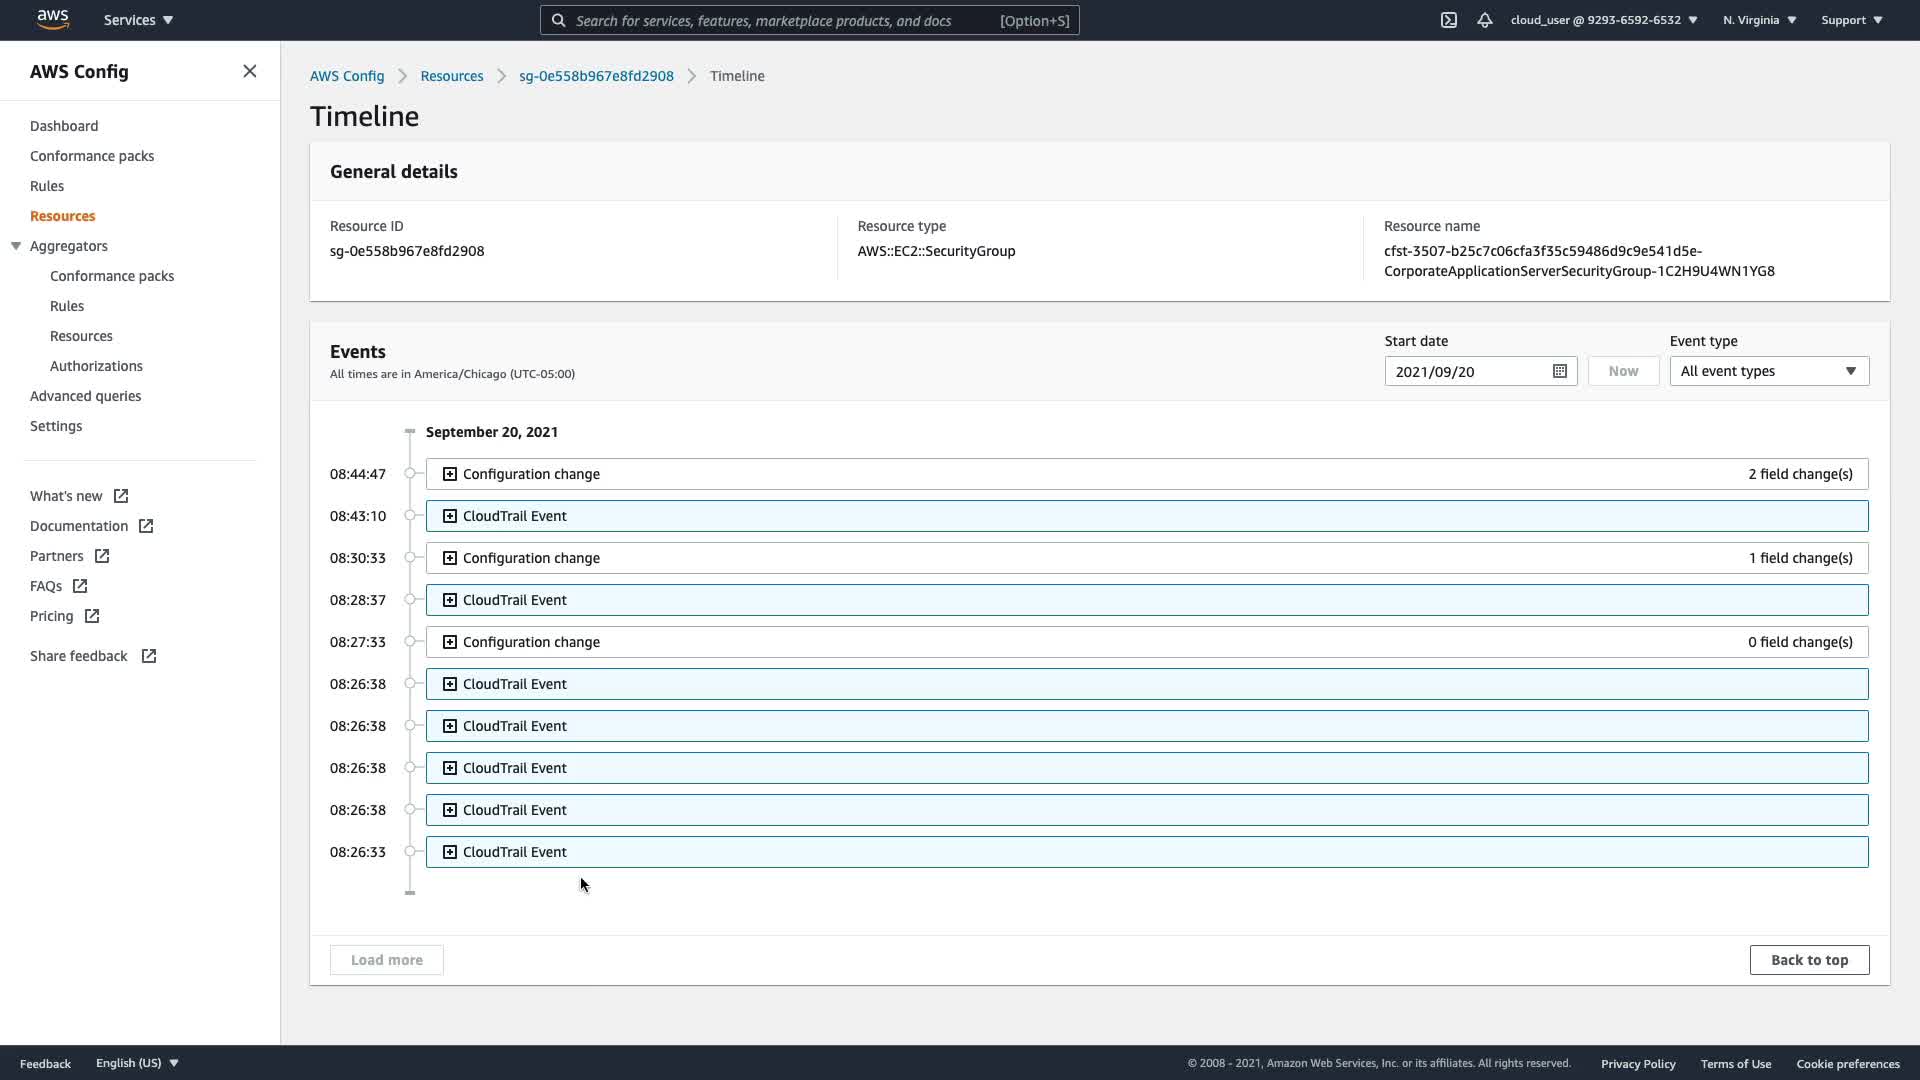 aws
Services
Search for services, features, marketplace products, and docs
[Option+S]
cloud_user @ 9293-6592-6532
N. Virginia
Support
AWS Config
Dashboard
Conformance packs
Rules
Resources
Aggregators
Conformance packs
Rules
Resources
Authorizations
Advanced queries
Settings
What's new
Documentation
Partners
FAQs
Pricing
Share feedback
AWS Config
Resources
sg-0e558b967e8fd2908
Timeline
Timeline
General details
Resource ID
sg-0e558b967e8fd2908
Resource type
AWS::EC2::SecurityGroup
Resource name
cfst-3507-b25c7c06cfa3f35c59486d9c9e541d5e-
CorporateApplicationServerSecurityGroup-1C2H9U4WN1YG8
Events
All times are in America/Chicago (UTC-05:00)
Start date
2021/09/20
Now
Event type
All event types
September 20, 2021
08:44:47 Configuration change 2 field change(s)
08:43:10 CloudTrail Event
08:30:33 Configuration change 1 field change(s)
08:28:37 CloudTrail Event
08:27:33 Configuration change 0 field change(s)
08:26:38 CloudTrail Event
08:26:38 CloudTrail Event
08:26:38 CloudTrail Event
08:26:38 CloudTrail Event
08:26:33 CloudTrail Event
Load more
Back to top
Feedback
English (US)
© 2008 - 2021, Amazon Web Services, Inc. or its affiliates. All rights reserved.
Privacy Policy
Terms of Use
Cookie preferences